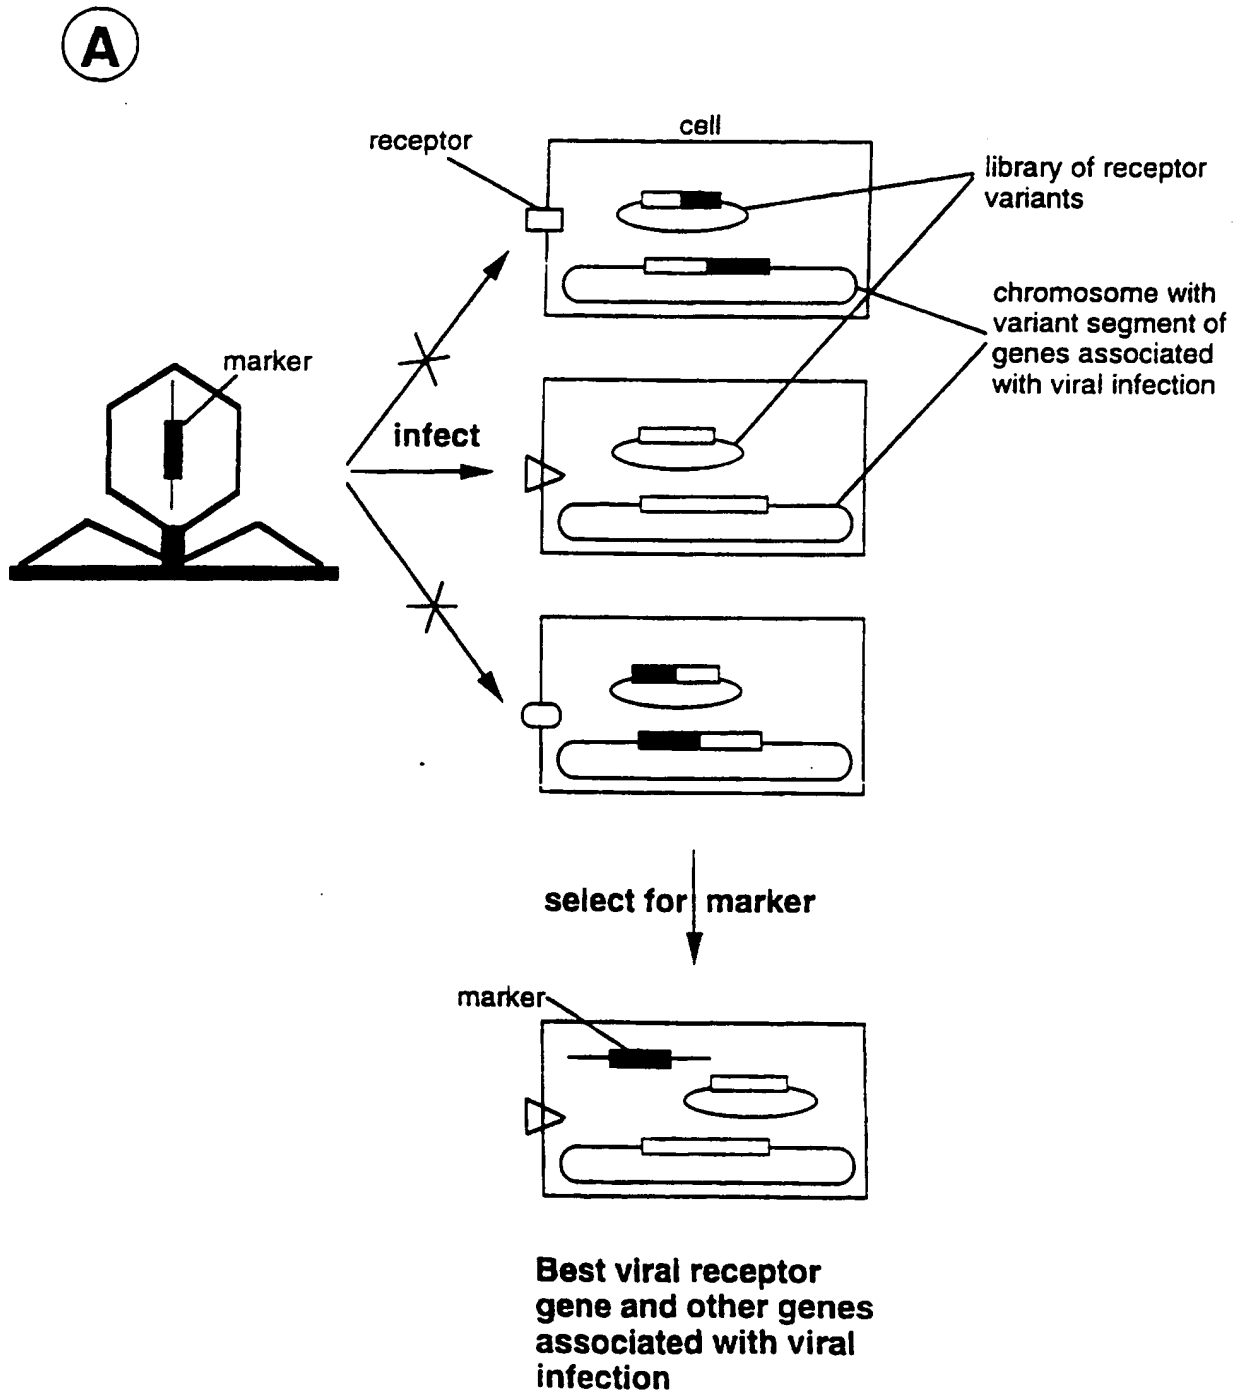 A
cell
receptor
library of receptor
variants
chromosome with
variant segment of
genes associated
with viral infection
marker
infect
select for marker
marker
Best viral receptor
gene and other genes
associated with viral
infection